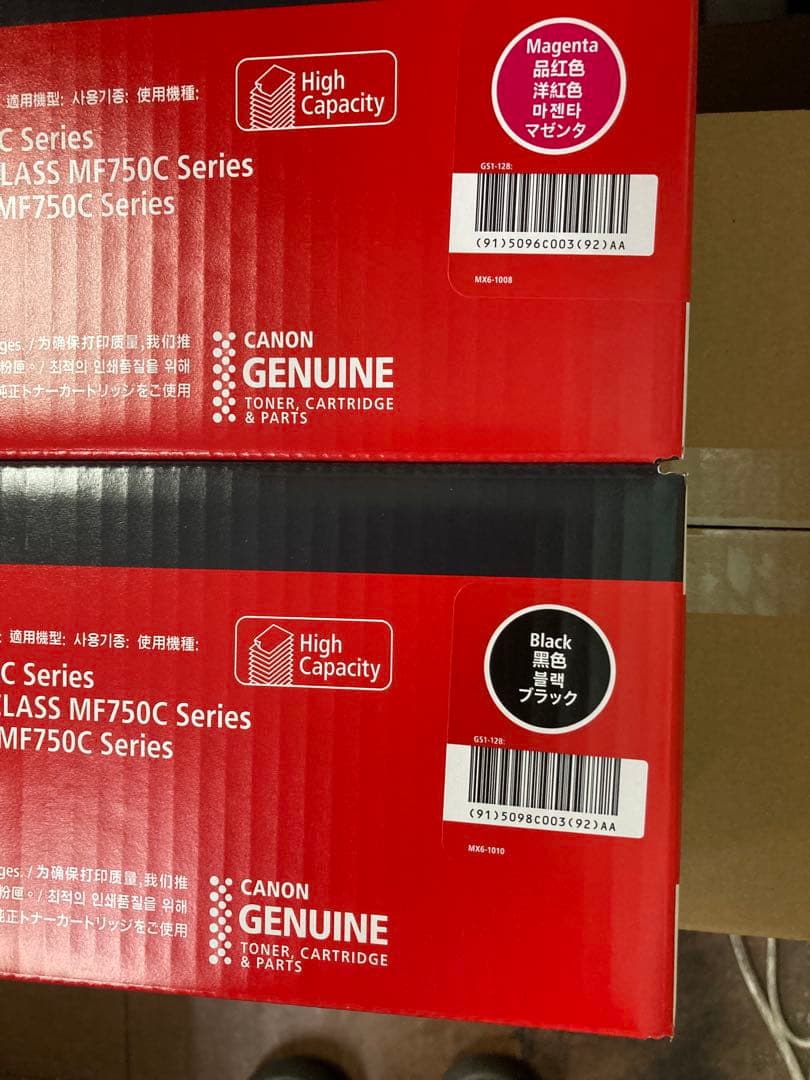 適用機型: 사용기종: 使用機種:
C Series
LASS MF750C Series
MF750C Series
High
Capacity
Magenta
品红色
洋紅色
마젠타
マゼンタ
GS1-128:
(91)5096C003(92)AA
MX6-1008
ges. / 为确保打印质量,我们推
粉匣。/ 최적의 인쇄품질을 위해
純正トナーカートリッジをご使用
CANON
GENUINE
TONER, CARTRIDGE
& PARTS
: 適用機型: 사용기종: 使用機種:
C Series
CLASS MF750C Series
MF750C Series
High
Capacity
Black
黑色
블랙
ブラック
GS1-128:
(91)5098C003(92)AA
MX6-1010
ges. / 为确保打印质量,我们推
粉匣。/ 최적의 인쇄품질을 위해
純正トナーカートリッジをご使用
CANON
GENUINE
TONER, CARTRIDGE
& PARTS